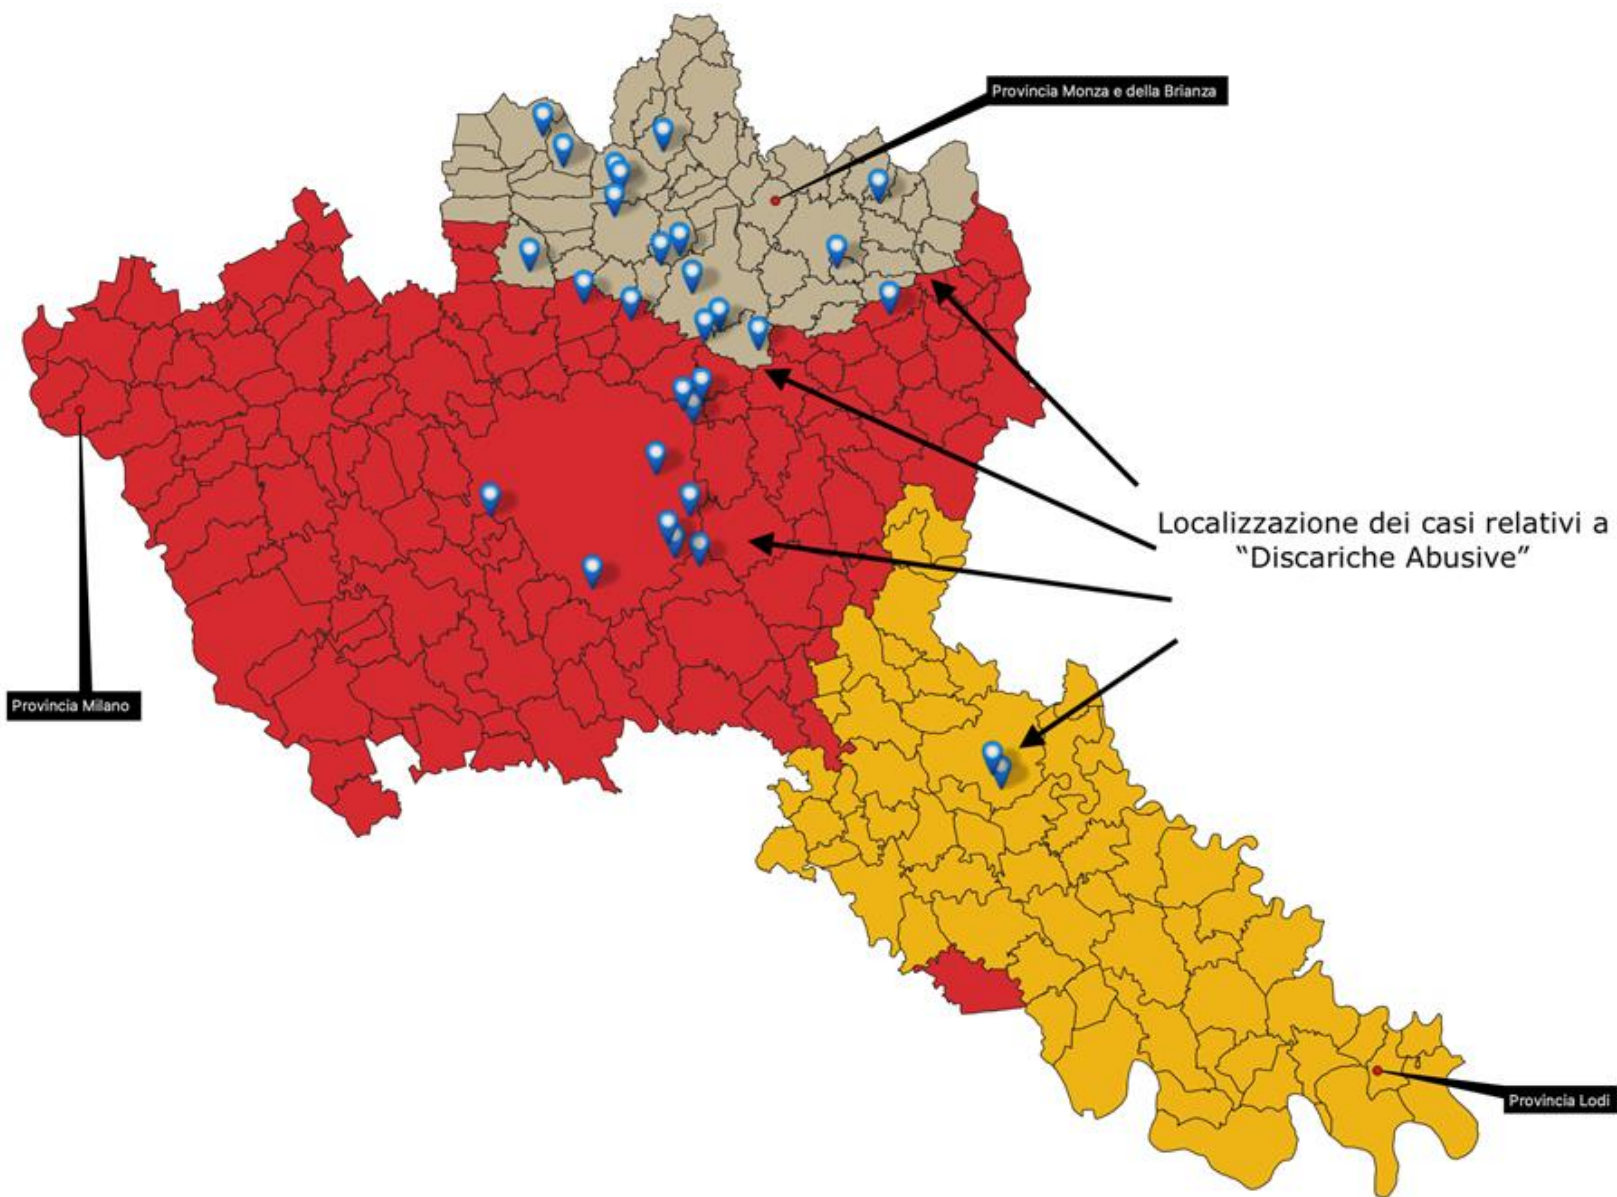 Provincia Monza e della Brianza
Localizzazione dei casi relativi a
“Discariche Abusive”
Provincia Milano
Provincia Lodi